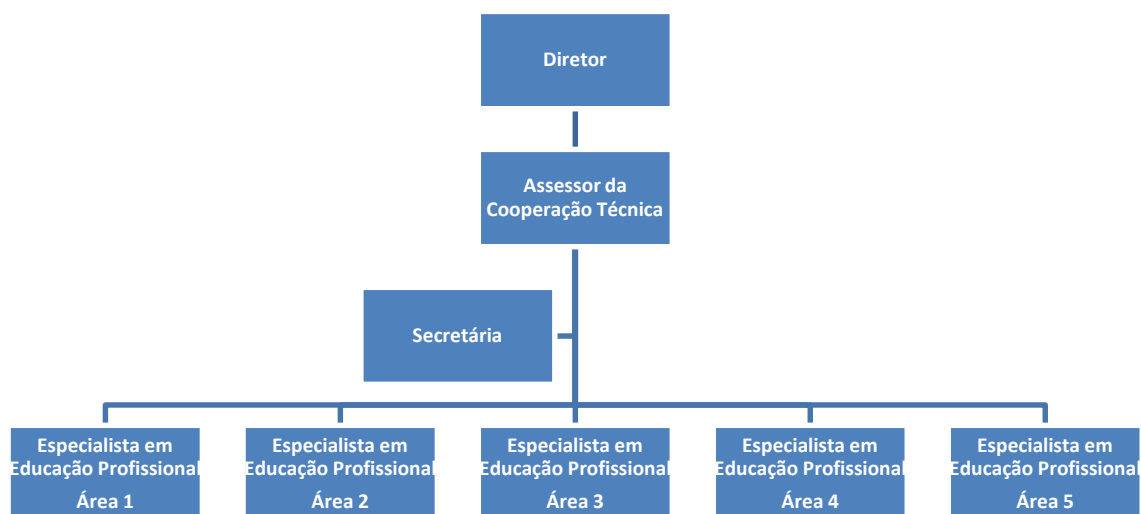 Diretor
Assessor da
Cooperação Técnica
Secretária
Especialista em
Educação Profissional
Área 1
Especialista em
Educação Profissional
Área 2
Especialista em
Educação Profissional
Área 3
Especialista em
Educação Profissional
Área 4
Especialista em
Educação Profissional
Área 5